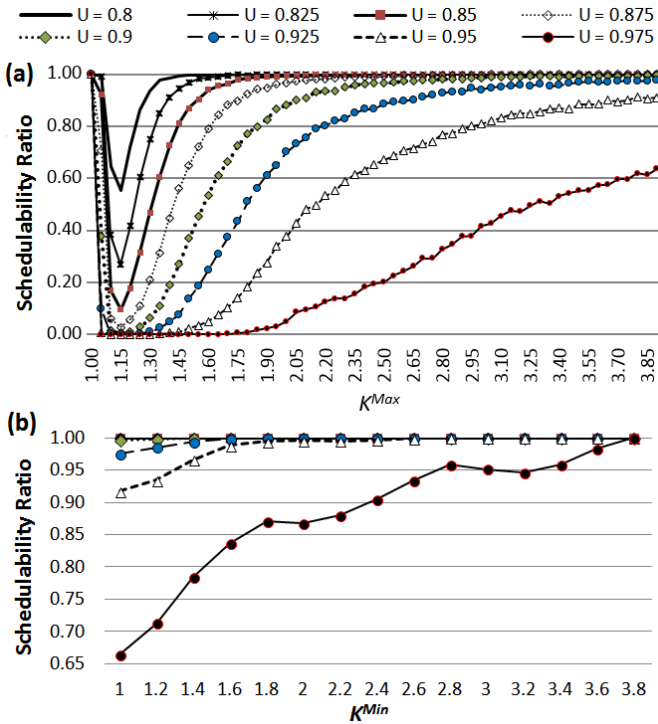 U = 0.8 U = 0.825 U = 0.85 U = 0.875
U = 0.9 U = 0.925 U = 0.95 U = 0.975
(a)
Schedulability Ratio
1.00
0.80
0.60
0.40
0.20
0.00
1.00 1.15 1.30 1.45 1.60 1.75 1.90 2.05 2.20 2.35 2.50 2.65 2.80 2.95 3.10 3.25 3.40 3.55 3.70 3.85
K^Max
(b)
Schedulability Ratio
1.00
0.95
0.90
0.85
0.80
0.75
0.70
0.65
1 1.2 1.4 1.6 1.8 2 2.2 2.4 2.6 2.8 3 3.2 3.4 3.6 3.8
K^Min